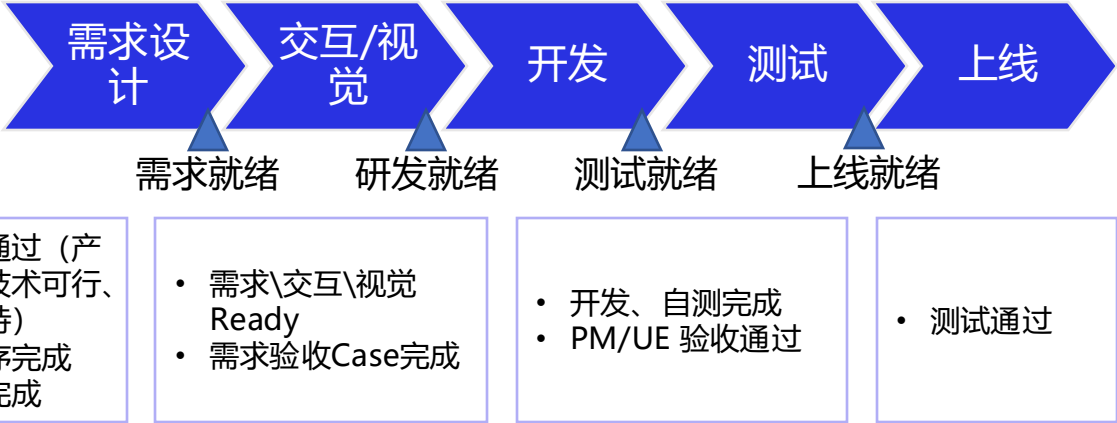 需求设
计
交互/视
觉
开发
测试
上线
需求就绪
研发就绪
测试就绪
上线就绪
通过（产
技术可行、
持）
序完成
完成
• 需求\交互\视觉
Ready
• 需求验收Case完成
• 开发、自测完成
• PM/UE 验收通过
• 测试通过